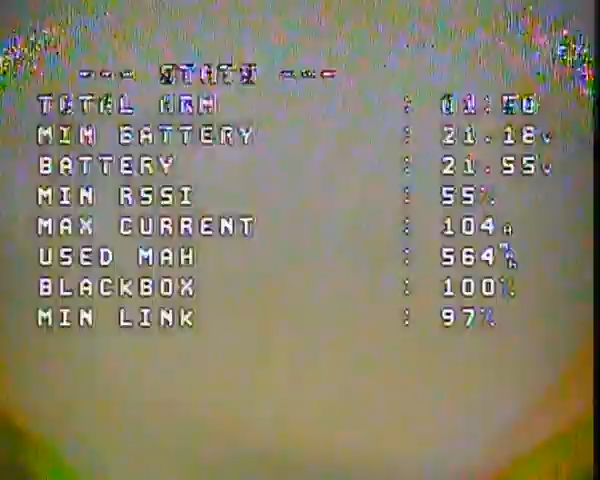 --- STATS ---
TOTAL ARM : 01:50
MIN BATTERY : 21.18V
BATTERY : 21.55V
MIN RSSI : 55%
MAX CURRENT : 104A
USED MAH : 564
BLACKBOX : 100%
MIN LINK : 97%